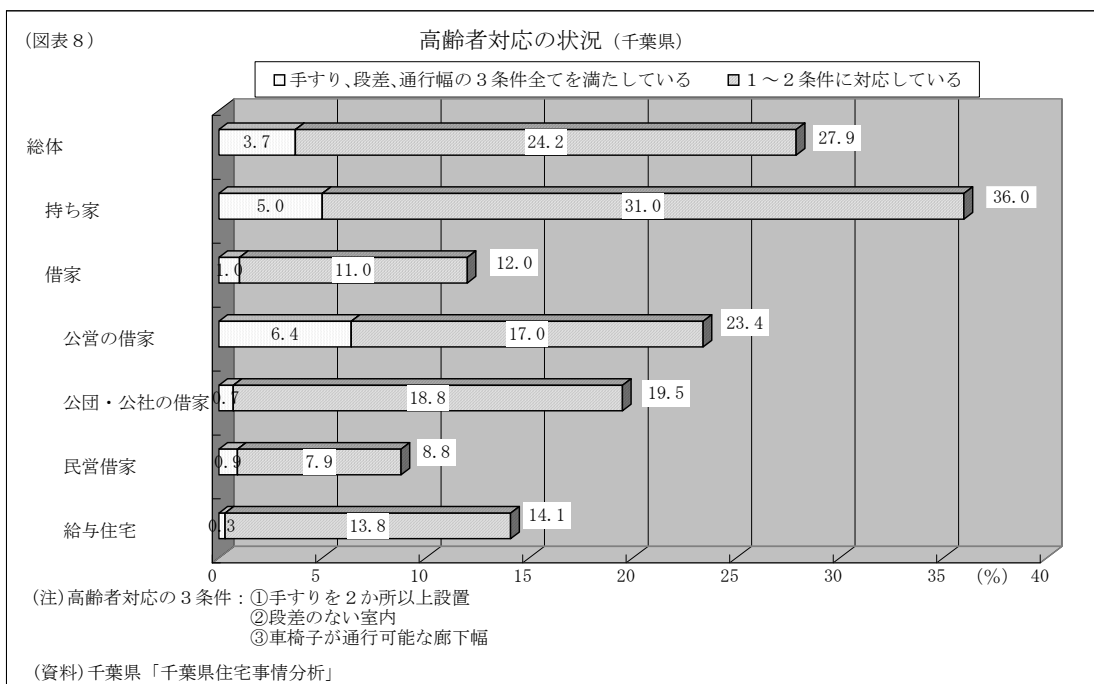 (図表８)
高齢者対応の状況 (千葉県)
手すり、段差、通行幅の３条件全てを満たしている
１～２条件に対応している
総体
3.7
24.2
27.9
持ち家
5.0
31.0
36.0
借家
1.0
11.0
12.0
公営の借家
6.4
17.0
23.4
公団・公社の借家
0.7
18.8
19.5
民営借家
0.9
7.9
8.8
給与住宅
0.3
13.8
14.1
0 5 10 15 20 25 30 35 (%) 40
(注)高齢者対応の３条件：①手すりを２か所以上設置
②段差のない室内
③車椅子が通行可能な廊下幅
(資料)千葉県「千葉県住宅事情分析」